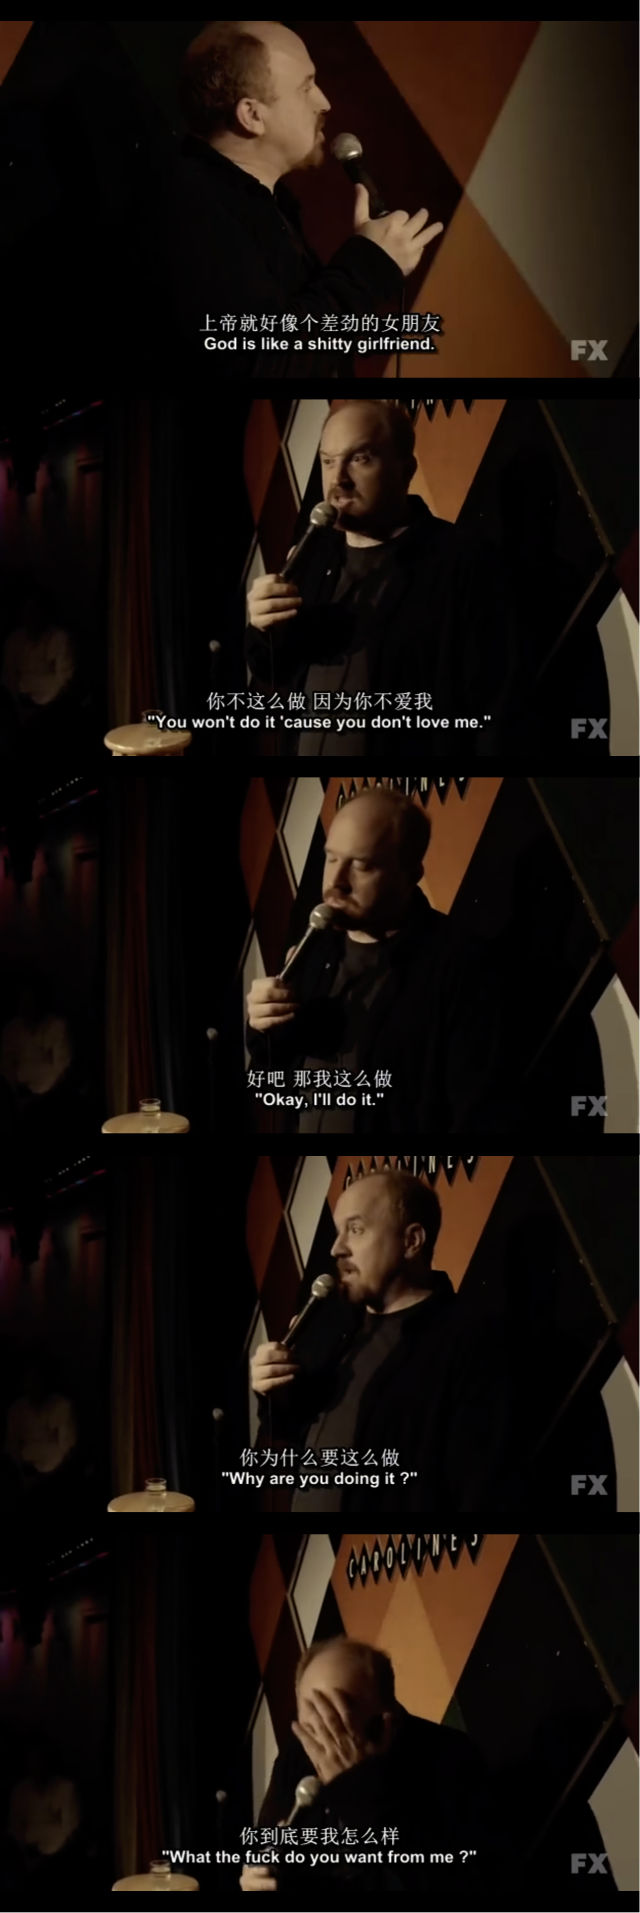 上帝就好像个差劲的女朋友
God is like a shitty girlfriend.
FX
你不这么做 因为你不爱我
"You won't do it 'cause you don't love me."
FX
好吧 那我这么做
"Okay, I'll do it."
FX
CAROLINES
你为什么要这么做
"Why are you doing it ?"
FX
CAROLINES
你到底要我怎么样
"What the fuck do you want from me ?"
FX